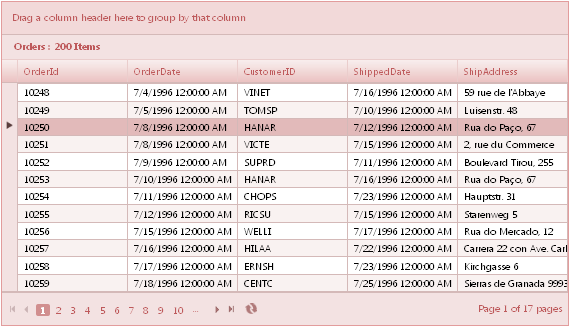 Drag a column header here to group by that column
Orders : 200 Items
OrderId OrderDate CustomerID ShippedDate ShipAddress
10248 7/4/1996 12:00:00 AM VINET 7/16/1996 12:00:00 AM 59 rue de l'Abbaye
10249 7/5/1996 12:00:00 AM TOMSP 7/10/1996 12:00:00 AM Luisenstr. 48
10250 7/8/1996 12:00:00 AM HANAR 7/12/1996 12:00:00 AM Rua do Paço, 67
10251 7/8/1996 12:00:00 AM VICTE 7/15/1996 12:00:00 AM 2, rue du Commerce
10252 7/9/1996 12:00:00 AM SUPRD 7/11/1996 12:00:00 AM Boulevard Tirou, 255
10253 7/10/1996 12:00:00 AM HANAR 7/16/1996 12:00:00 AM Rua do Paço, 67
10254 7/11/1996 12:00:00 AM CHOPS 7/23/1996 12:00:00 AM Hauptstr. 31
10255 7/12/1996 12:00:00 AM RICSU 7/15/1996 12:00:00 AM Starenweg 5
10256 7/15/1996 12:00:00 AM WELLI 7/17/1996 12:00:00 AM Rua do Mercado, 12
10257 7/16/1996 12:00:00 AM HILAA 7/22/1996 12:00:00 AM Carrera 22 con Ave. Carl
10258 7/17/1996 12:00:00 AM ERNSH 7/23/1996 12:00:00 AM Kirchgasse 6
10259 7/18/1996 12:00:00 AM CENTC 7/25/1996 12:00:00 AM Sierras de Granada 9993
1 2 3 4 5 6 7 8 9 10 ... Page 1 of 17 pages